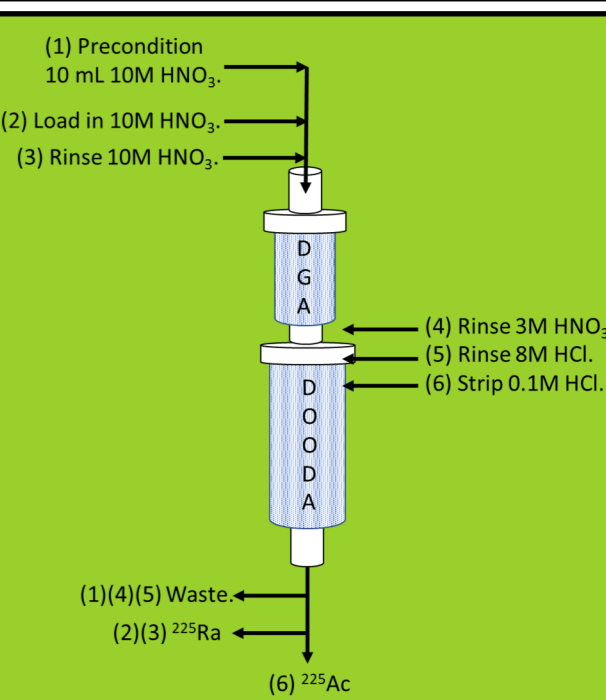 (1) Precondition
10 mL 10M HNO₃.
(2) Load in 10M HNO₃.
(3) Rinse 10M HNO₃.
D
G
A
(4) Rinse 3M HNO₃
(5) Rinse 8M HCl.
(6) Strip 0.1M HCl.
D
O
O
D
A
(1)(4)(5) Waste.
(2)(3) ²²⁵Ra
(6) ²²⁵Ac